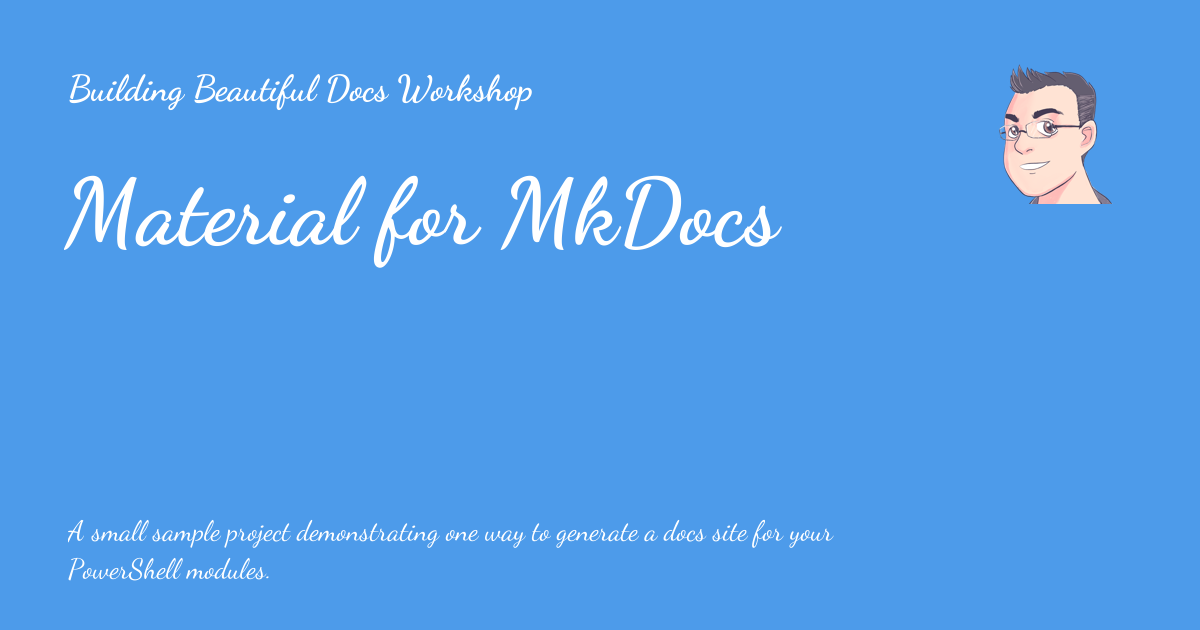 Building Beautiful Docs Workshop
Material for MkDocs
A small sample project demonstrating one way to generate a docs site for your
PowerShell modules.